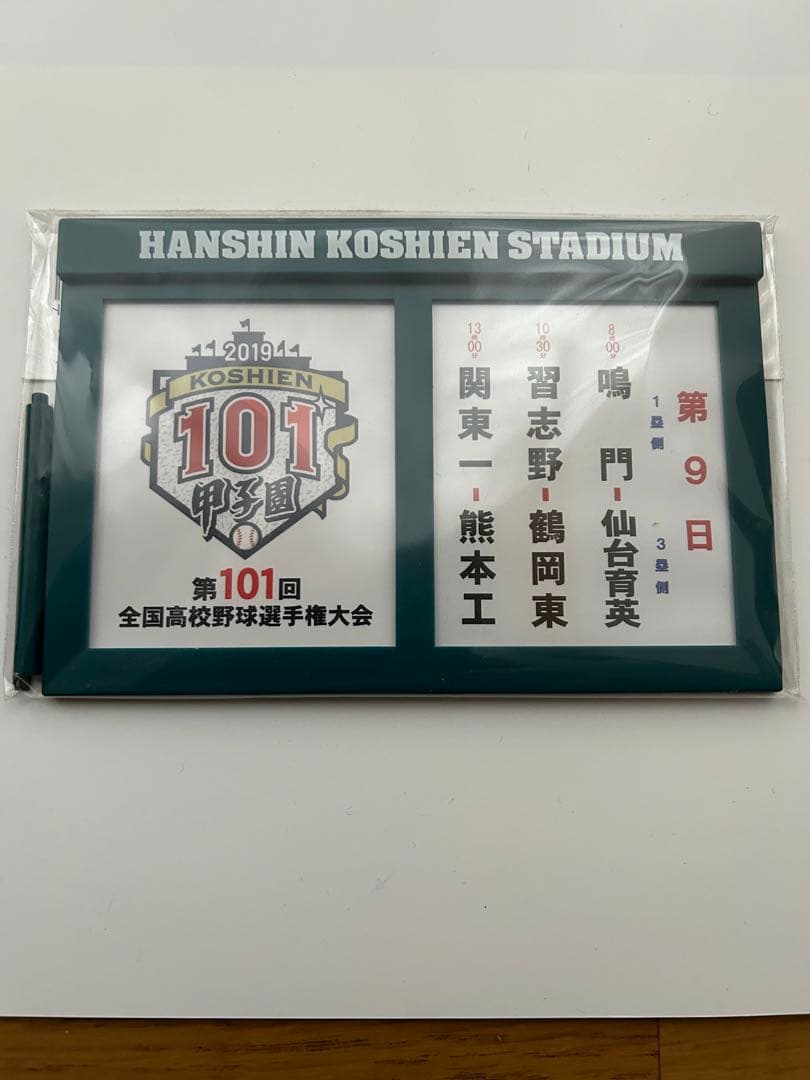 HANSHIN KOSHIEN STADIUM
2019
KOSHIEN
101
甲子園
第101回
全国高校野球選手権大会
第9日
1塁側 3塁側
8時00分 鳴門-仙台育英
10時30分 習志野-鶴岡東
13時00分 関東一-熊本工